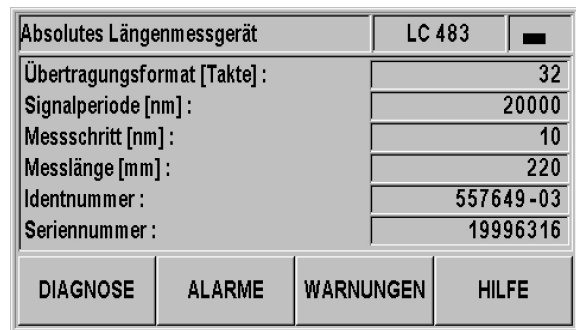 Absolutes Längenmessgerät LC 483
Übertragungsformat [Takte] : 32
Signalperiode [nm] : 20000
Messschritt [nm] : 10
Messlänge [mm] : 220
Identnummer : 557649-03
Seriennummer : 19996316
DIAGNOSE ALARME WARNUNGEN HILFE